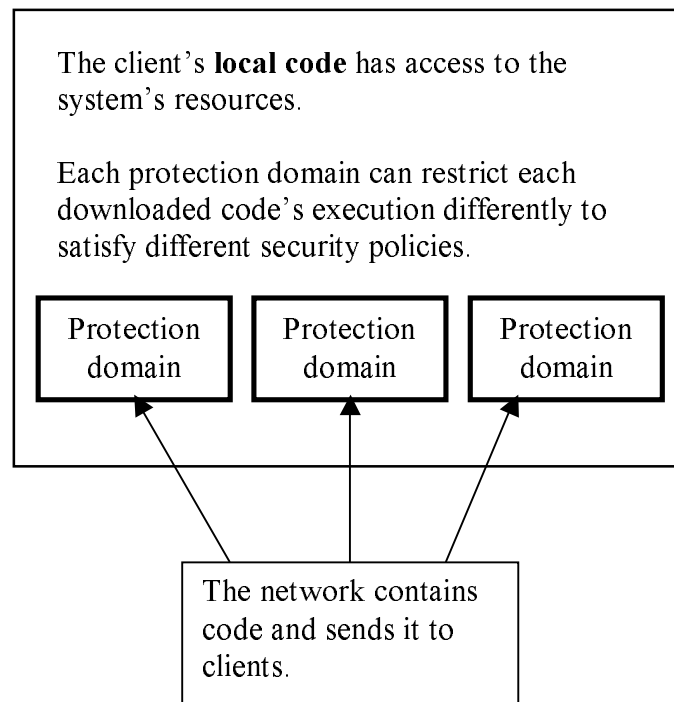 The client’s local code has access to the
system’s resources.
Each protection domain can restrict each
downloaded code’s execution differently to
satisfy different security policies.
Protection
domain
Protection
domain
Protection
domain
The network contains
code and sends it to
clients.